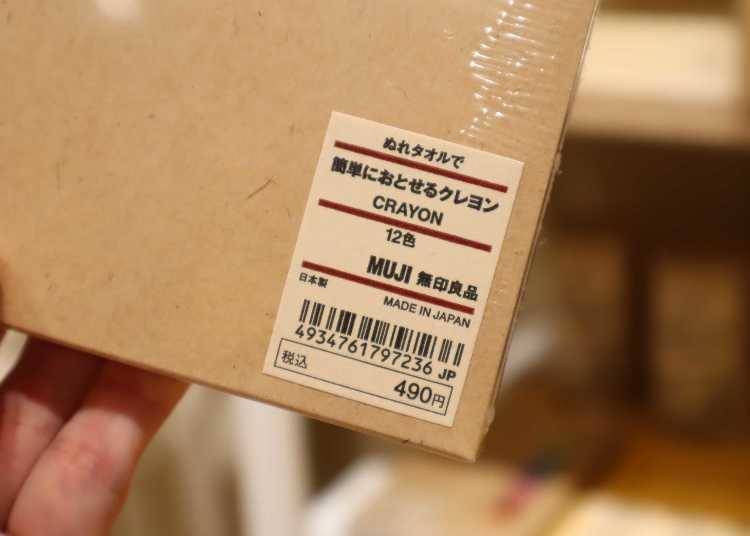 ぬれタオルで
簡単におとせるクレヨン
CRAYON
12色
MUJI 無印良品
日本製
MADE IN JAPAN
4934761797236 JP
税込
490円